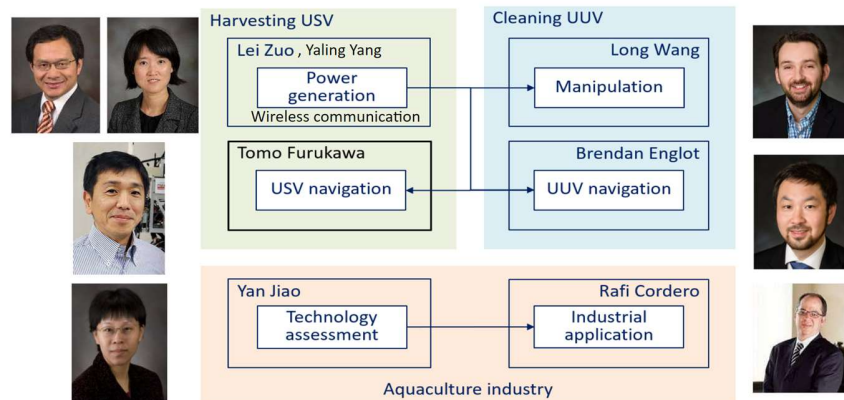 Harvesting USV
Cleaning UUV
Lei Zuo , Yaling Yang
Power
generation
Wireless communication
Long Wang
Manipulation
Tomo Furukawa
USV navigation
Brendan Englot
UUV navigation
Yan Jiao
Technology
assessment
Rafi Cordero
Industrial
application
Aquaculture industry